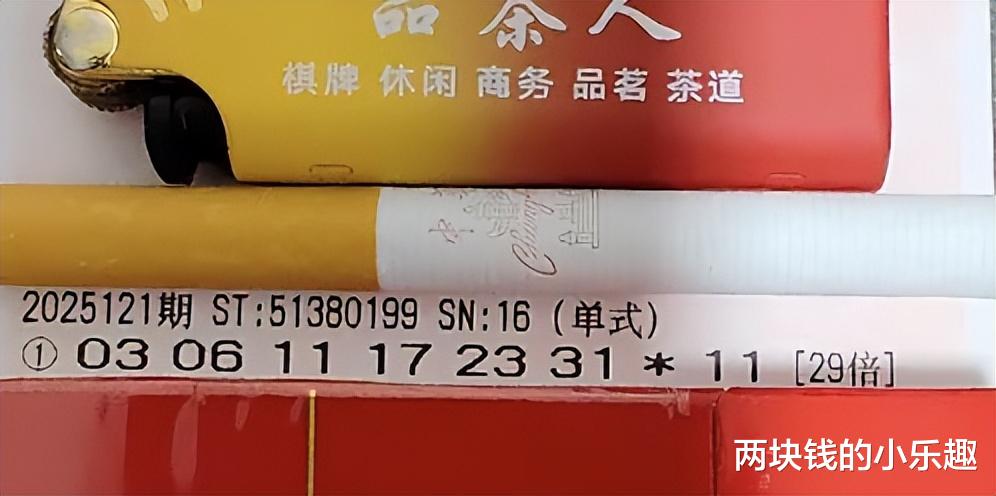 品茶人
棋牌 休闲 商务 品茗 茶道
2025121期 ST:51380199 SN:16 (单式)
① 03 06 11 17 23 31 * 11 [29倍]
两块钱的小乐趣